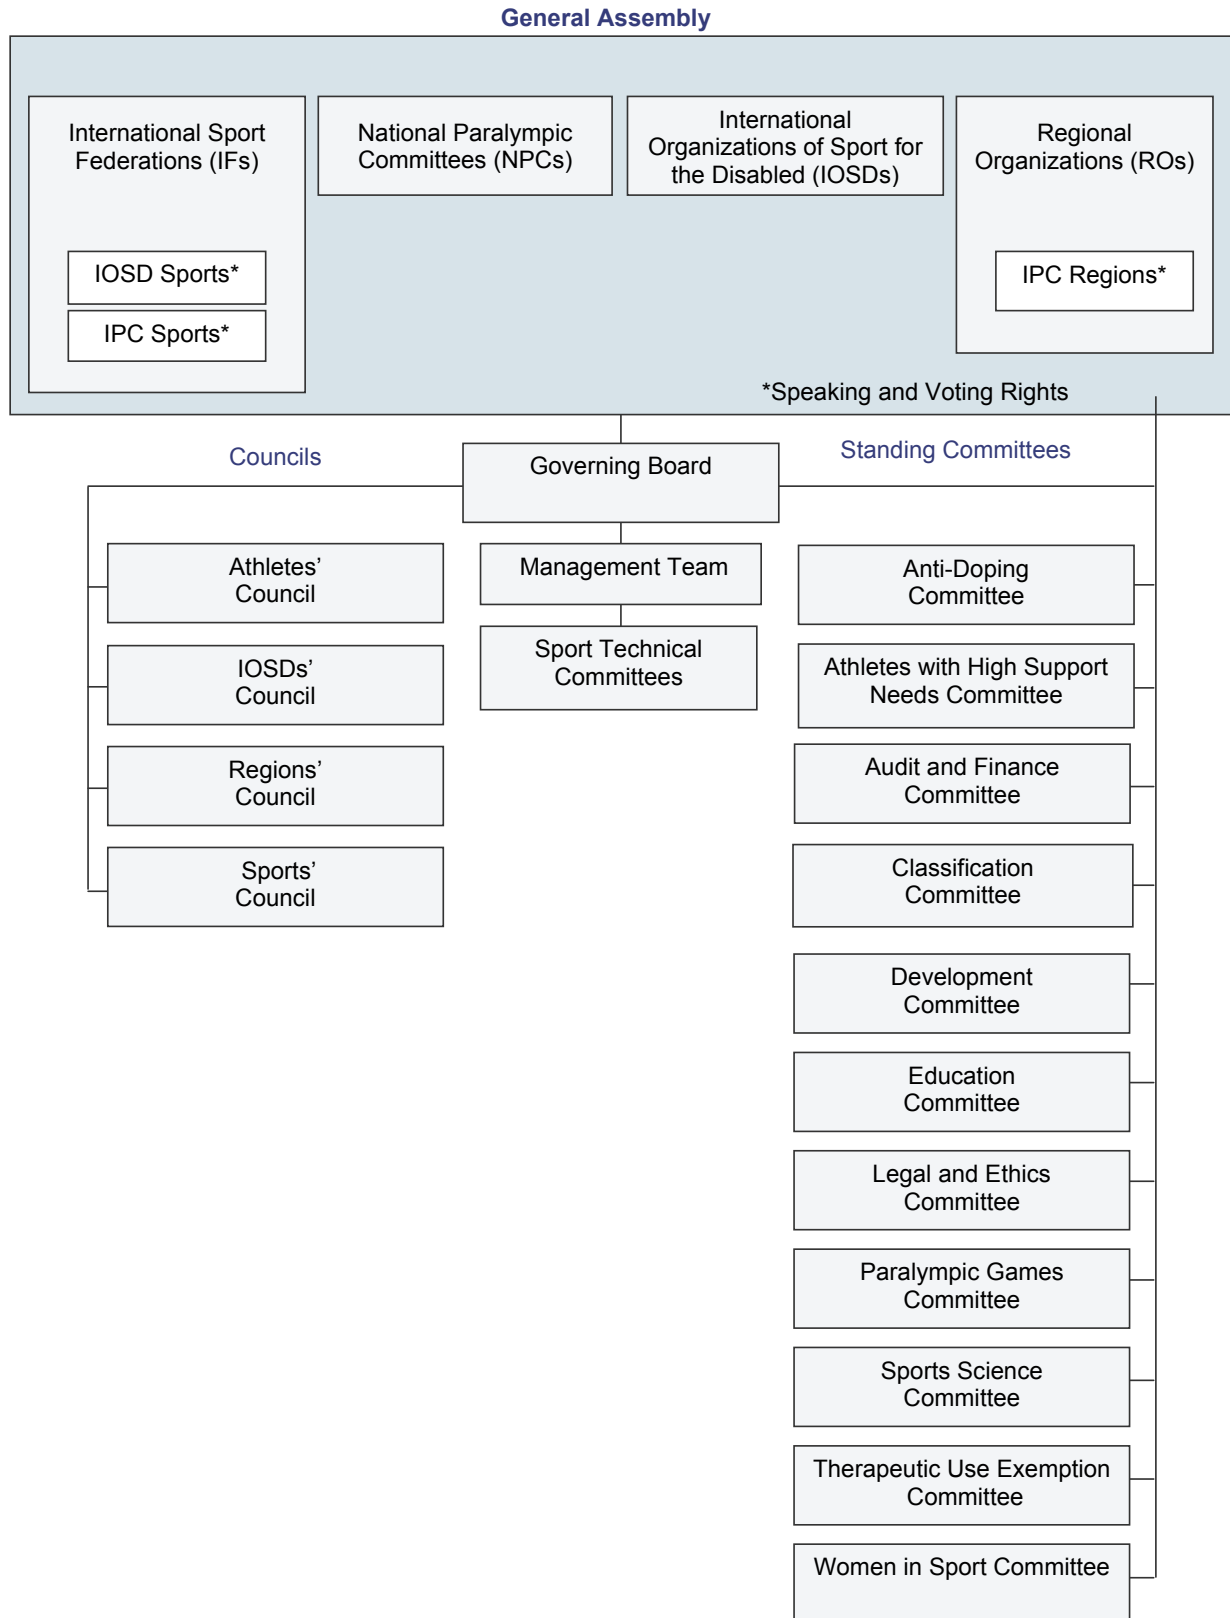 General Assembly
International Sport
Federations (IFs)
National Paralympic
Committees (NPCs)
International
Organizations of Sport for
the Disabled (IOSDs)
Regional
Organizations (ROs)
IOSD Sports*
IPC Sports*
IPC Regions*
*Speaking and Voting Rights
Councils
Governing Board
Standing Committees
Athletes’
Council
IOSDs’
Council
Regions’
Council
Sports’
Council
Management Team
Sport Technical
Committees
Anti-Doping
Committee
Athletes with High Support
Needs Committee
Audit and Finance
Committee
Classification
Committee
Development
Committee
Education
Committee
Legal and Ethics
Committee
Paralympic Games
Committee
Sports Science
Committee
Therapeutic Use Exemption
Committee
Women in Sport Committee